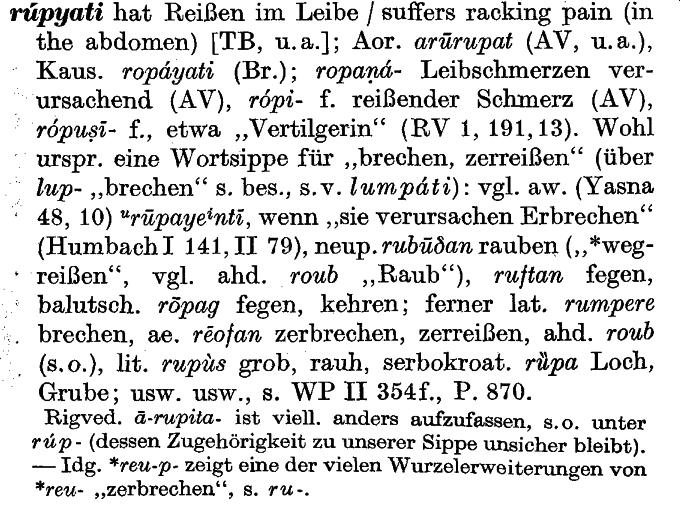 rúpyati hat Reißen im Leibe / suffers racking pain (in
the abdomen) [TB, u. a.]; Aor. arūrupat (AV, u. a.),
Kaus. ropáyati (Br.); ropaṇá- Leibschmerzen ver-
ursachend (AV), rópi- f. reißender Schmerz (AV),
rópuṣī- f., etwa „Vertilgerin“ (RV 1, 191, 13). Wohl
urspr. eine Wortsippe für „brechen, zerreißen“ (über
lup- „brechen“ s. bes., s. v. lumpáti): vgl. aw. (Yasna
48, 10) ᵘrūpayeⁱntī, wenn „sie verursachen Erbrechen“
(Humbach I 141, II 79), neup. rubūδan rauben („*weg-
reißen“, vgl. ahd. roub „Raub“), ruftan fegen,
balutsch. rōpag fegen, kehren; ferner lat. rumpere
brechen, ae. rēofan zerbrechen, zerreißen, ahd. roub
(s. o.), lit. rupùs grob, rauh, serbokroat. rȕpa Loch,
Grube; usw. usw., s. WP II 354f., P. 870.
Rigved. ā-rupita- ist viell. anders aufzufassen, s. o. unter
rúp- (dessen Zugehörigkeit zu unserer Sippe unsicher bleibt).
— Idg. *reu-p- zeigt eine der vielen Wurzelerweiterungen von
*reu- „zerbrechen“, s. ru-.